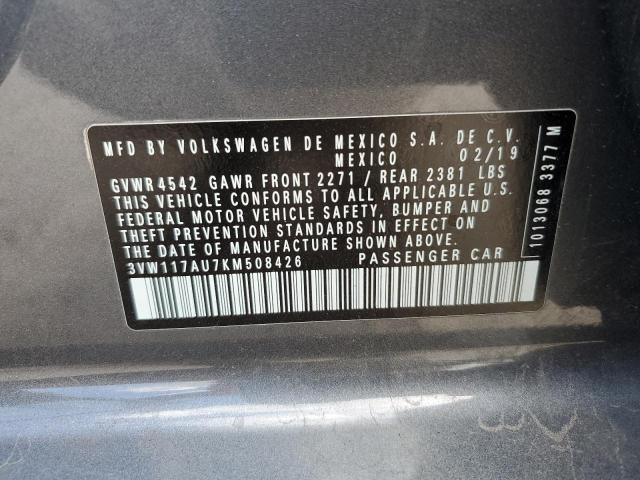 MFD BY VOLKSWAGEN DE MEXICO S.A. DE C.V.
MEXICO 02/19
GVWR 4542 GAWR FRONT 2271 / REAR 2381 LBS
THIS VEHICLE CONFORMS TO ALL APPLICABLE U.S.
FEDERAL MOTOR VEHICLE SAFETY, BUMPER AND
THEFT PREVENTION STANDARDS IN EFFECT ON
THE DATE OF MANUFACTURE SHOWN ABOVE.
3VW117AU7KM508426 PASSENGER CAR
1013068 3377 M